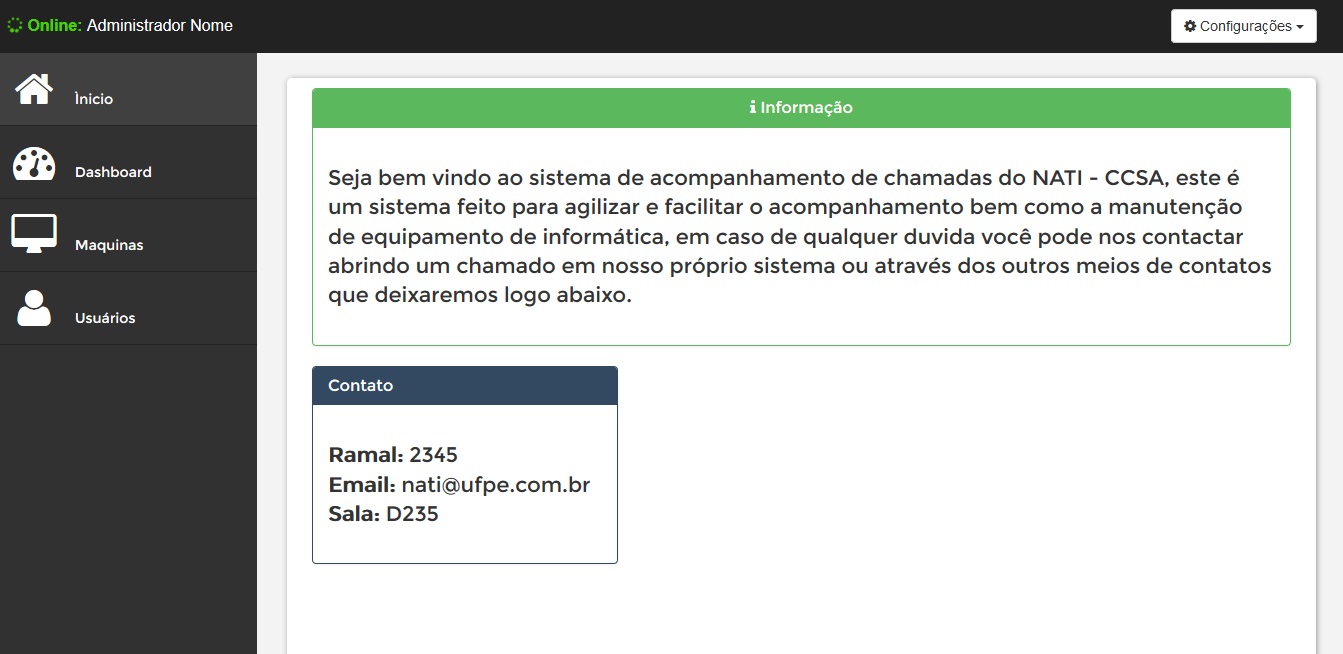 Online: Administrador Nome
Configurações
Ìnicio
Dashboard
Maquinas
Usuários
Informação
Seja bem vindo ao sistema de acompanhamento de chamadas do NATI - CCSA, este é
um sistema feito para agilizar e facilitar o acompanhamento bem como a manutenção
de equipamento de informática, em caso de qualquer duvida você pode nos contactar
abrindo um chamado em nosso próprio sistema ou através dos outros meios de contatos
que deixaremos logo abaixo.
Contato
Ramal: 2345
Email: nati@ufpe.com.br
Sala: D235